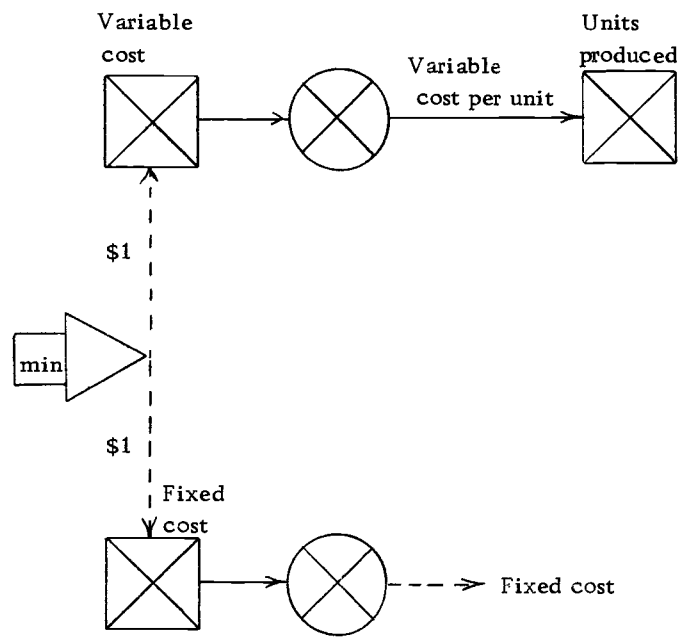 Variable
cost
Units
produced
Variable
cost per unit
$1
min
$1
Fixed
cost
Fixed cost